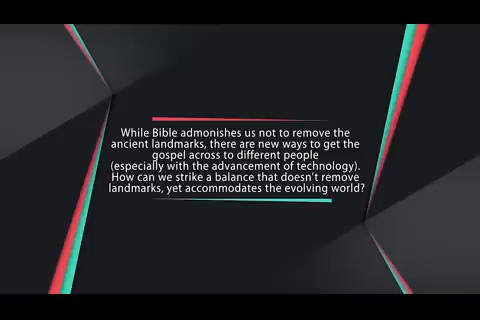 While Bible admonishes us not to remove the
ancient landmarks, there are new ways to get the
gospel across to different people
(especially with the advancement of technology).
How can we strike a balance that doesn't remove
landmarks, yet accommodates the evolving world?